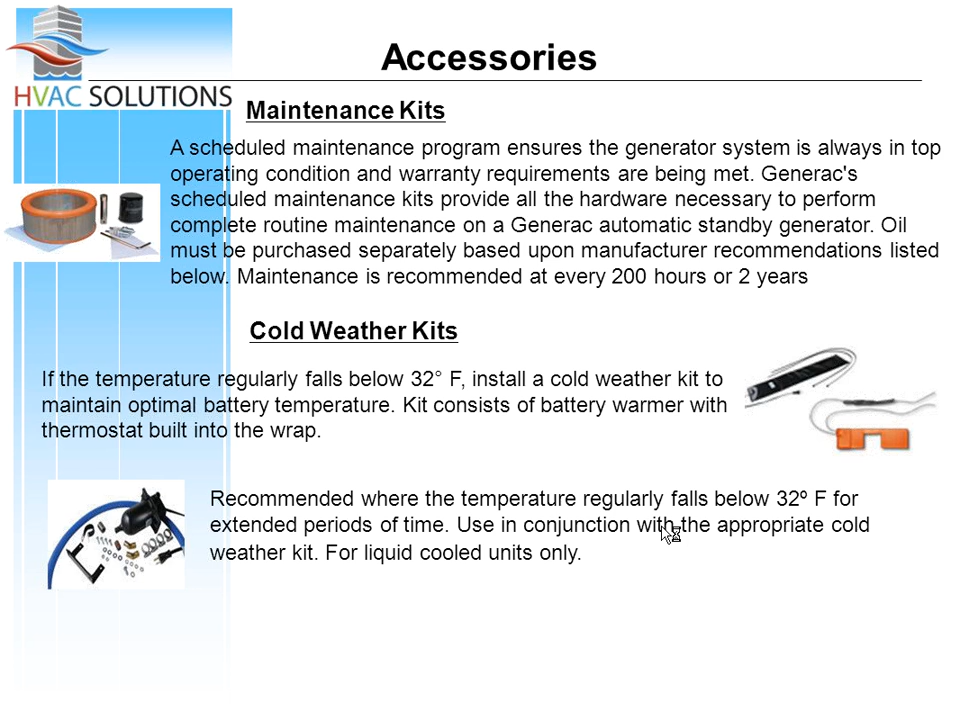 Accessories
HVAC SOLUTIONS
Maintenance Kits
A scheduled maintenance program ensures the generator system is always in top
operating condition and warranty requirements are being met. Generac's
scheduled maintenance kits provide all the hardware necessary to perform
complete routine maintenance on a Generac automatic standby generator. Oil
must be purchased separately based upon manufacturer recommendations listed
below. Maintenance is recommended at every 200 hours or 2 years
Cold Weather Kits
If the temperature regularly falls below 32° F, install a cold weather kit to
maintain optimal battery temperature. Kit consists of battery warmer with
thermostat built into the wrap.
Recommended where the temperature regularly falls below 32º F for
extended periods of time. Use in conjunction with the appropriate cold
weather kit. For liquid cooled units only.